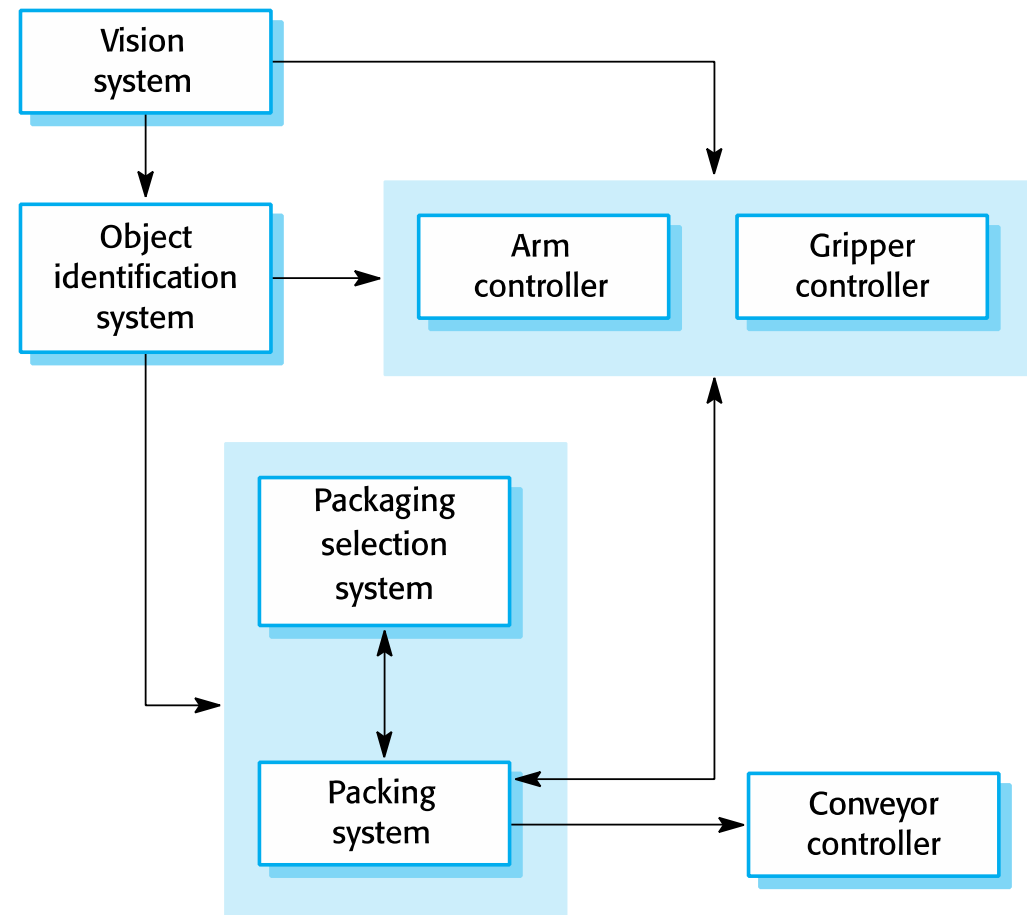 Vision
system
Object
identification
system
Arm
controller
Gripper
controller
Packaging
selection
system
Packing
system
Conveyor
controller